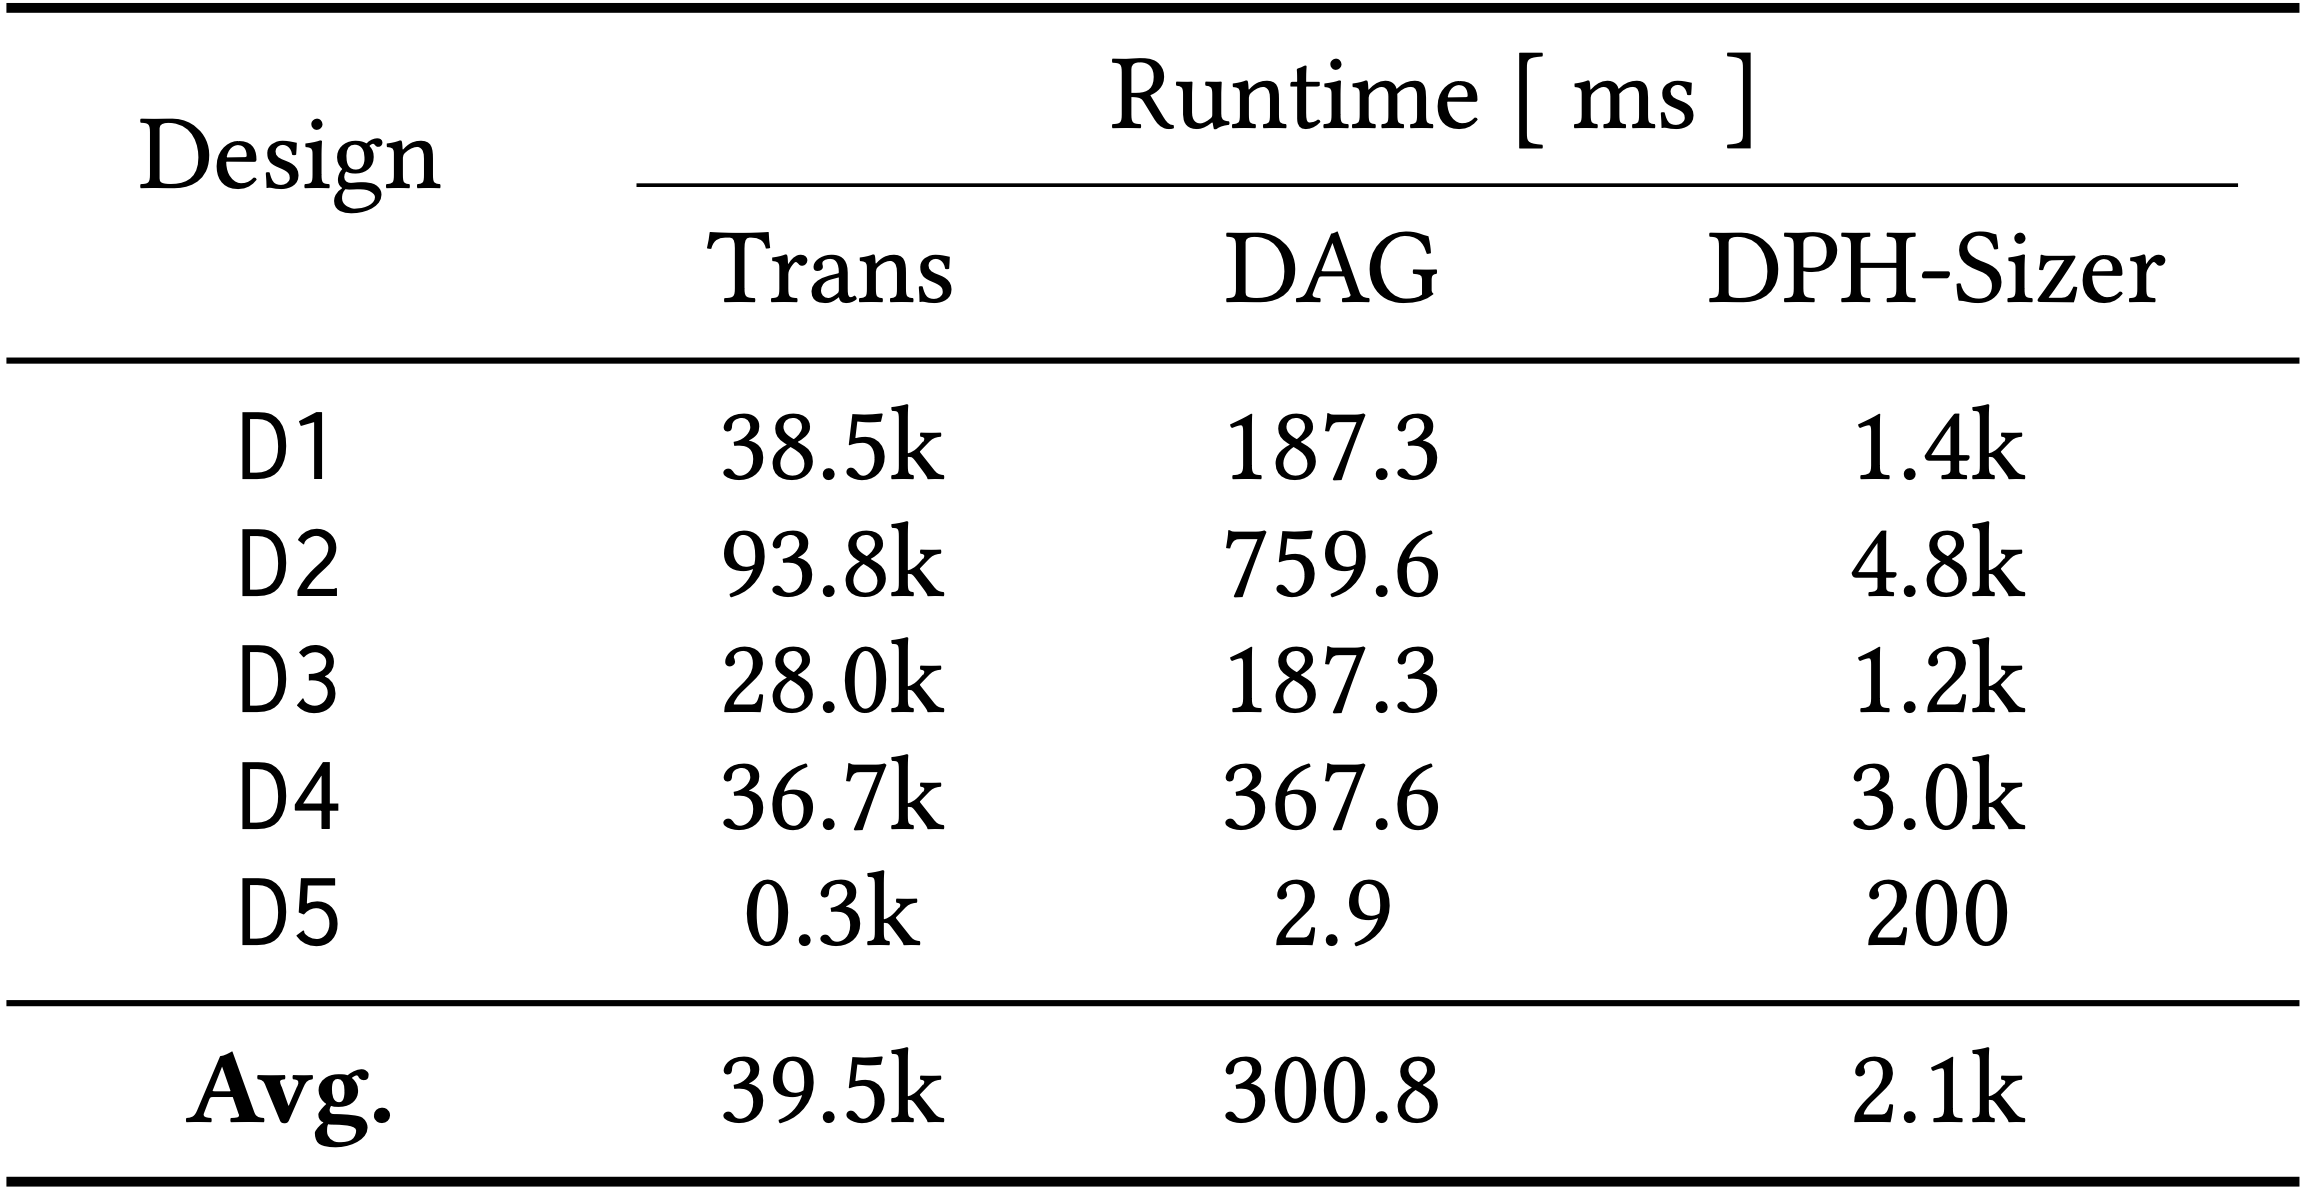 Runtime [ ms ]
Design
Trans DAG DPH-Sizer
D1 38.5k 187.3 1.4k
D2 93.8k 759.6 4.8k
D3 28.0k 187.3 1.2k
D4 36.7k 367.6 3.0k
D5 0.3k 2.9 200
Avg. 39.5k 300.8 2.1k